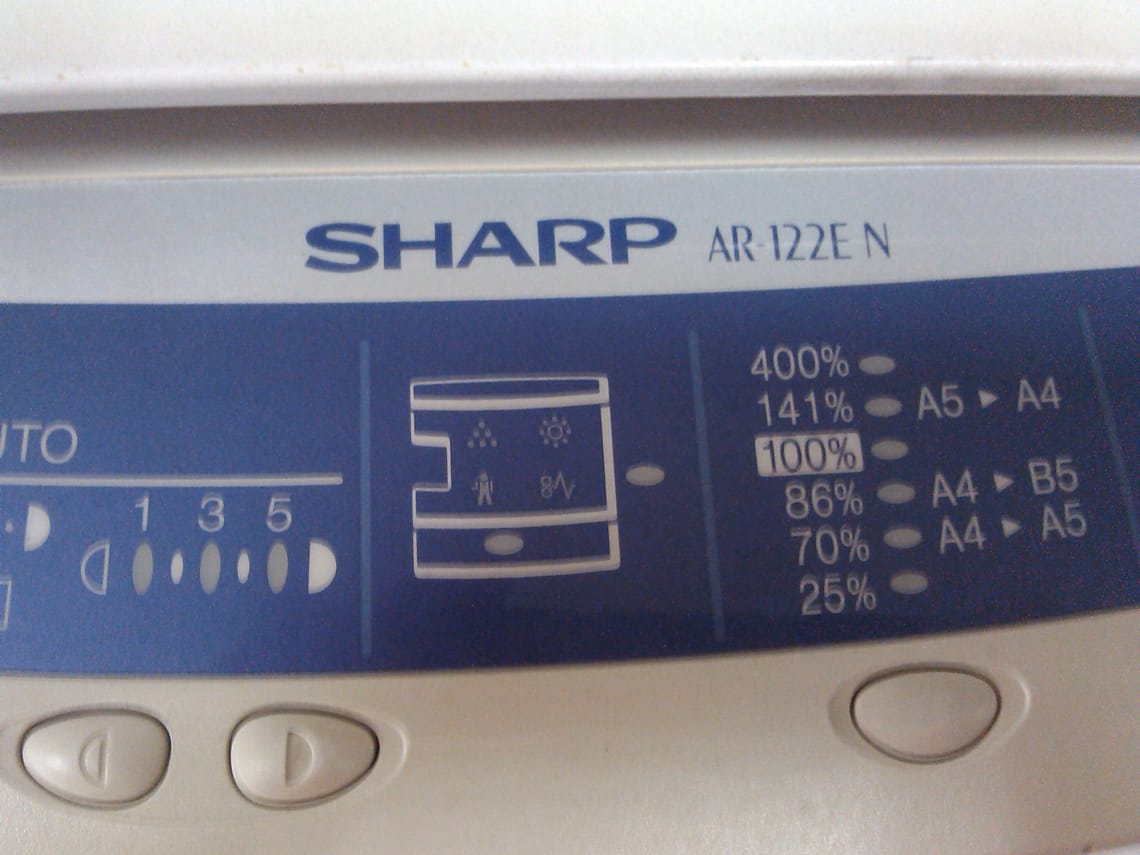 SHARP AR-122E N
UTO
1 3 5
400%
141% A5 ▶ A4
100%
86% A4 ▶ B5
70% A4 ▶ A5
25%